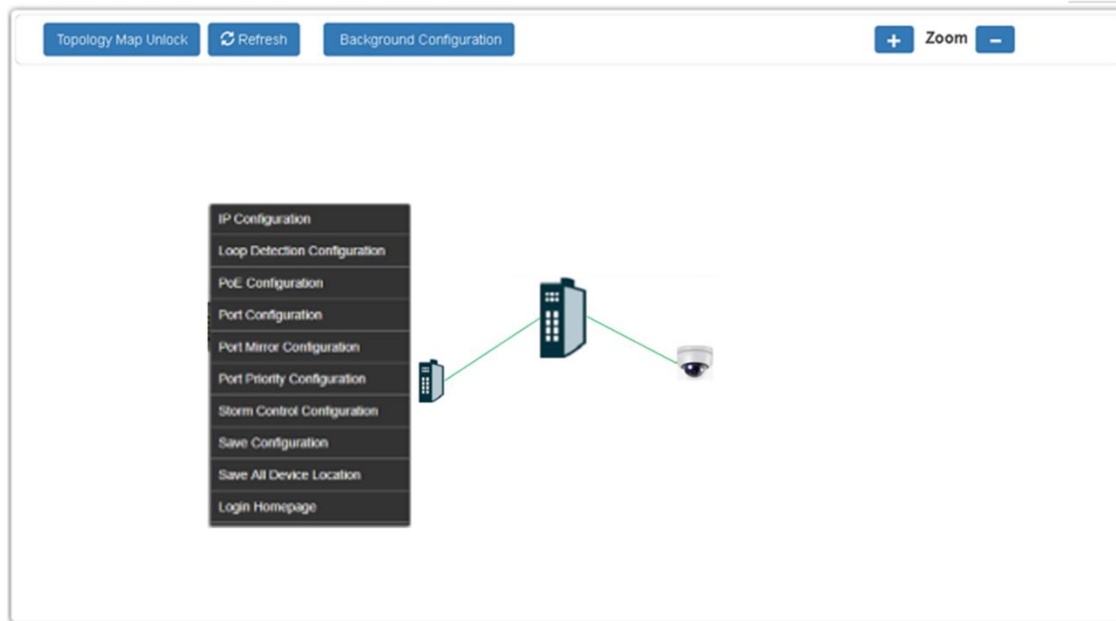 Topology Map Unlock Refresh Background Configuration + Zoom −
IP Configuration
Loop Detection Configuration
PoE Configuration
Port Configuration
Port Mirror Configuration
Port Priority Configuration
Storm Control Configuration
Save Configuration
Save All Device Location
Login Homepage